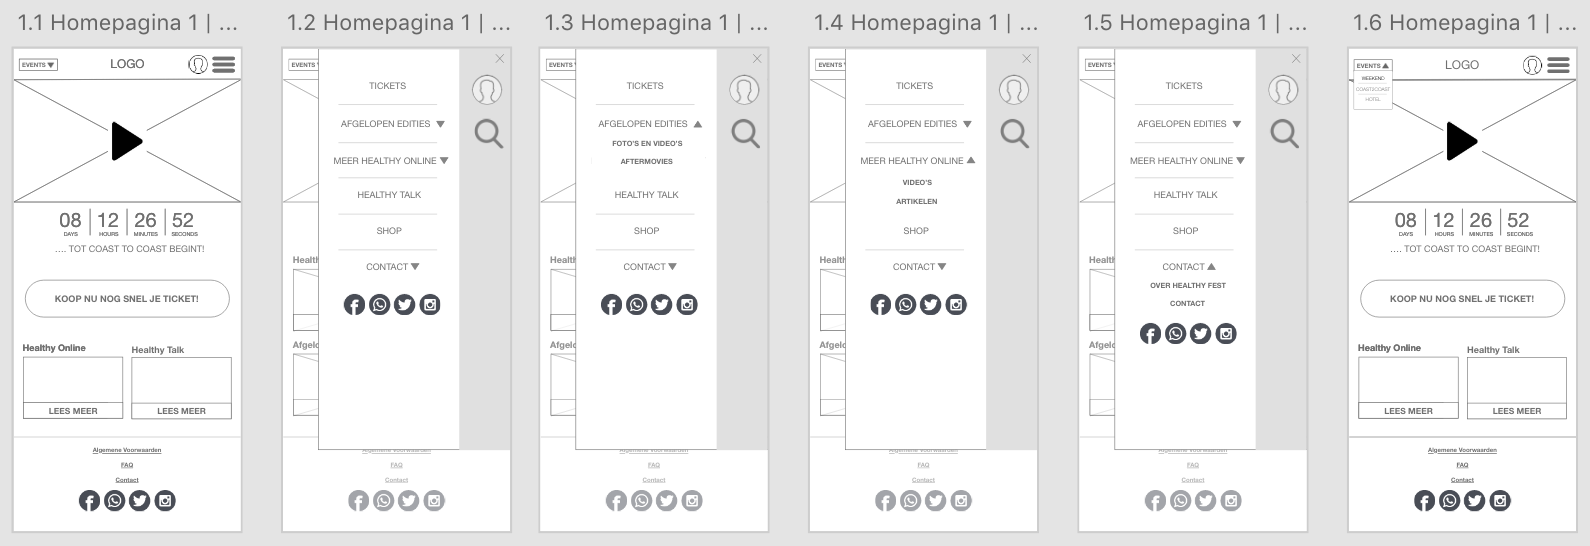 1.1 Homepagina 1 | ...
EVENTS
LOGO
08 12 26 52
DAYS HOURS MINUTES SECONDS
.... TOT COAST TO COAST BEGINT!
KOOP NU NOG SNEL JE TICKET!
Healthy Online
Healthy Talk
LEES MEER
LEES MEER
Algemene Voorwaarden
FAQ
Contact
1.2 Homepagina 1 | ...
EVENTS
TICKETS
AFGELOPEN EDITIES
MEER HEALTHY ONLINE
HEALTHY TALK
SHOP
CONTACT
Health
Afgelo
Algemene Voorwaarden
FAQ
Contact
1.3 Homepagina 1 | ...
EVENTS
TICKETS
AFGELOPEN EDITIES
FOTO'S EN VIDEO'S
AFTERMOVIES
HEALTHY TALK
SHOP
CONTACT
Health
Afgelo
Algemene Voorwaarden
FAQ
Contact
1.4 Homepagina 1 | ...
EVENTS
TICKETS
AFGELOPEN EDITIES
MEER HEALTHY ONLINE
VIDEO'S
ARTIKELEN
HEALTHY TALK
SHOP
CONTACT
Health
Afgelo
Algemene Voorwaarden
FAQ
Contact
1.5 Homepagina 1 | ...
EVENTS
TICKETS
AFGELOPEN EDITIES
MEER HEALTHY ONLINE
HEALTHY TALK
SHOP
CONTACT
OVER HEALTHY FEST
CONTACT
Health
Afgelo
Algemene Voorwaarden
FAQ
Contact
1.6 Homepagina 1 | ...
EVENTS
LOGO
WEEKEND
COAST2COAST
HOTEL
08 12 26 52
DAYS HOURS MINUTES SECONDS
.... TOT COAST TO COAST BEGINT!
KOOP NU NOG SNEL JE TICKET!
Healthy Online
Healthy Talk
LEES MEER
LEES MEER
Algemene Voorwaarden
FAQ
Contact